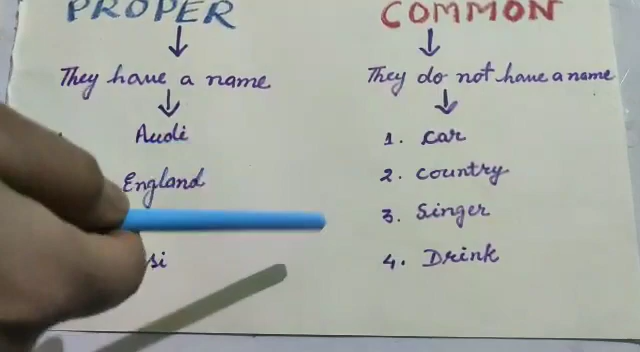 PROPER
COMMON
They have a name
They do not have a name
Audi
1. Car
England
2. Country
3. Singer
si
4. Drink